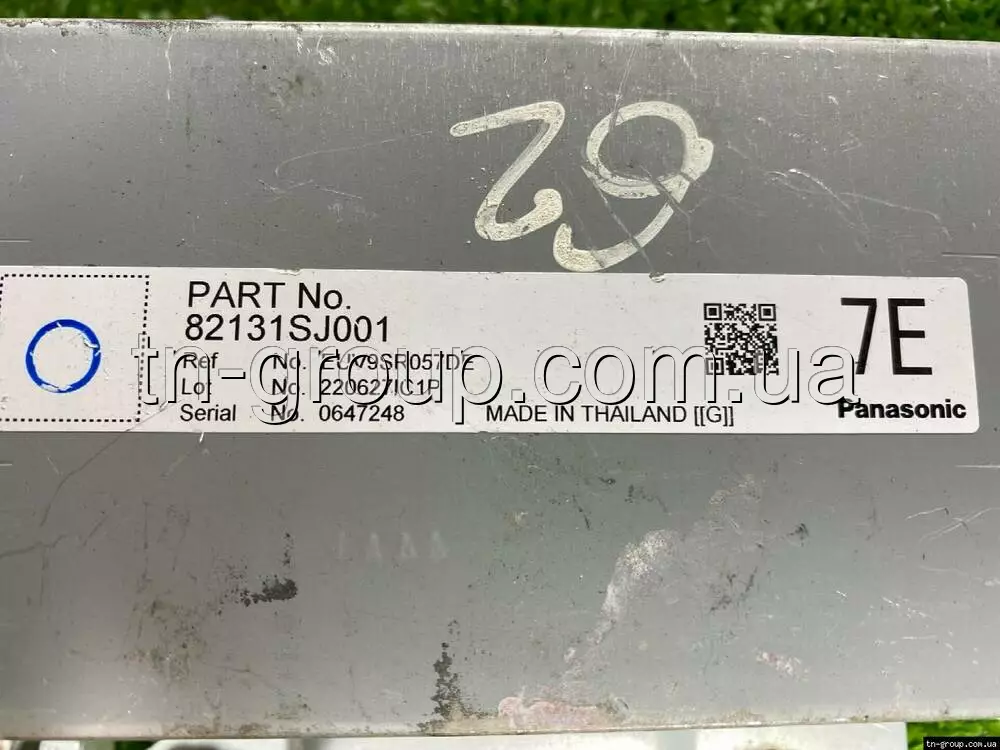 29
PART No.
82131SJ001
7E
Ref No. EUY79SR057DE
Lot No. 220627IC1P
Serial No. 0647248
MADE IN THAILAND [[G]]
Panasonic
tn-group.com.ua
tn-group.com.ua